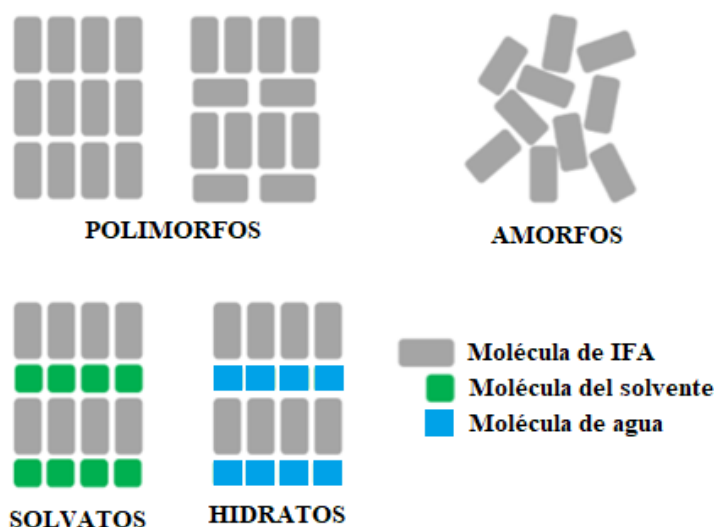 POLIMORFOS
AMORFOS
Molécula de IFA
Molécula del solvente
Molécula de agua
SOLVATOS
HIDRATOS